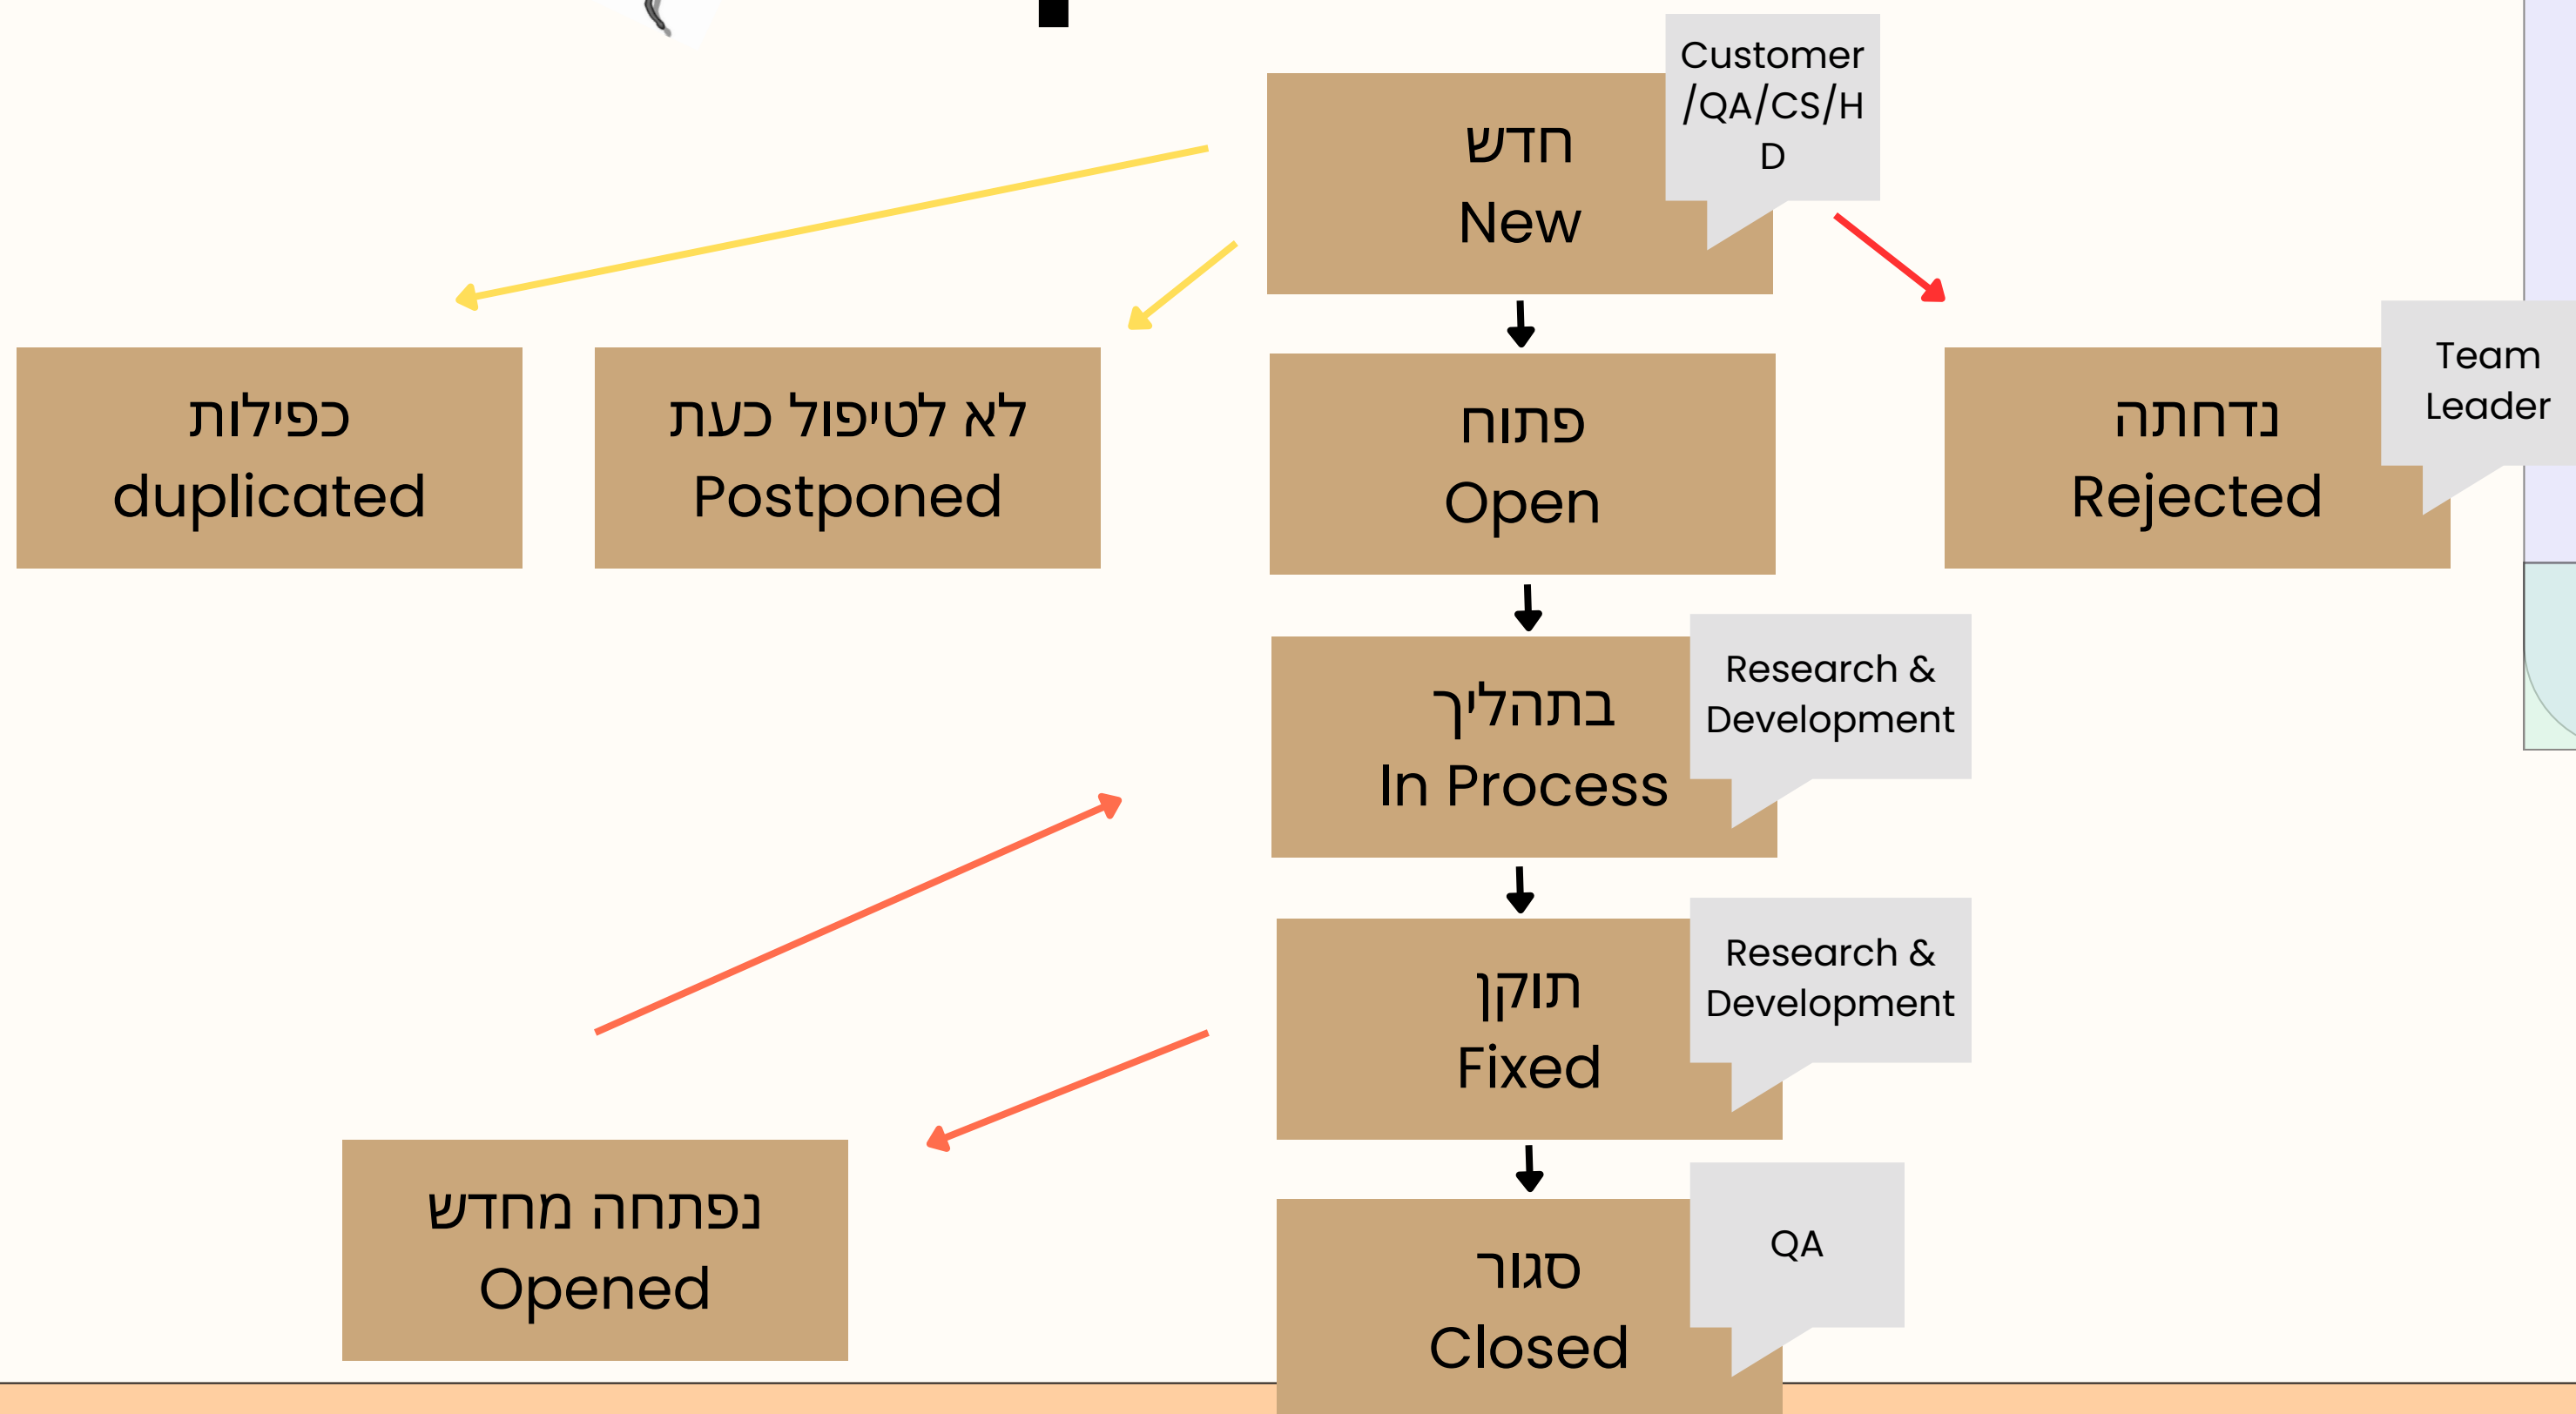 Customer
/QA/CS/H
D
חדש
New
כפילות
duplicated
לא לטיפול כעת
Postponed
פתוח
Open
נדחתה
Rejected
Team
Leader
בתהליך
In Process
Research &
Development
תוקן
Fixed
Research &
Development
נפתחה מחדש
Opened
סגור
Closed
QA